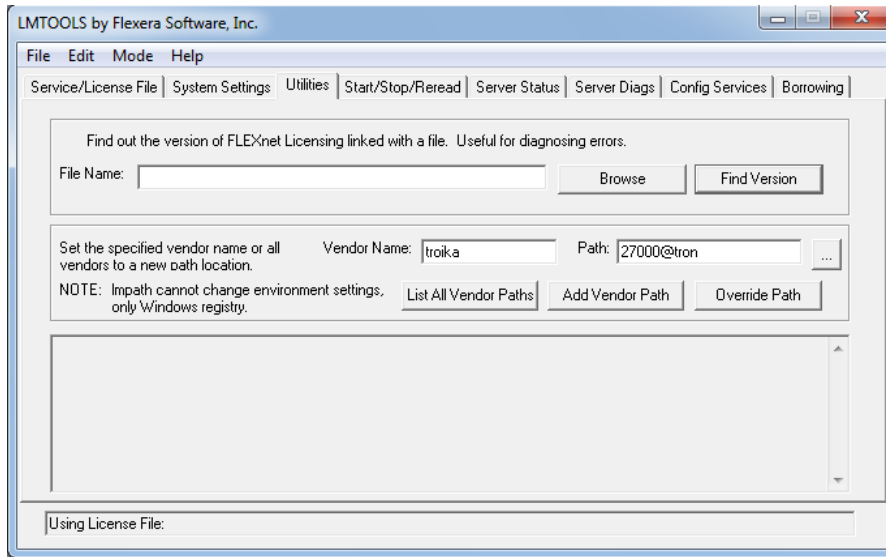 LMTOOLS by Flexera Software, Inc.
File Edit Mode Help
Service/License File System Settings Utilities Start/Stop/Reread Server Status Server Diags Config Services Borrowing
Find out the version of FLEXnet Licensing linked with a file. Useful for diagnosing errors.
File Name: Browse Find Version
Set the specified vendor name or all Vendor Name: troika Path: 27000@tron ...
vendors to a new path location.
NOTE: Impath cannot change environment settings, List All Vendor Paths Add Vendor Path Override Path
only Windows registry.
Using License File: